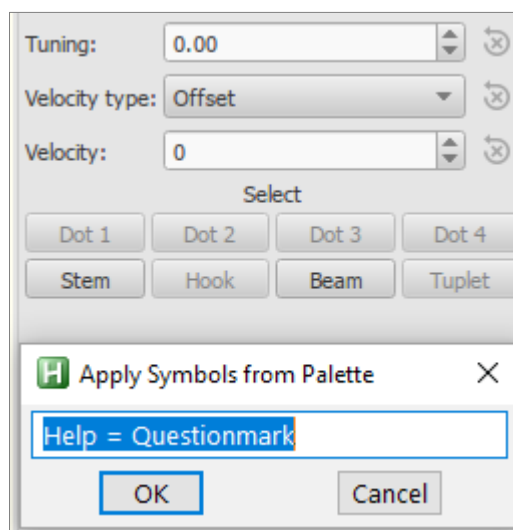 Tuning: 0.00
Velocity type: Offset
Velocity: 0
Select
Dot 1 Dot 2 Dot 3 Dot 4
Stem Hook Beam Tuplet
H Apply Symbols from Palette
Help = Questionmark
OK Cancel